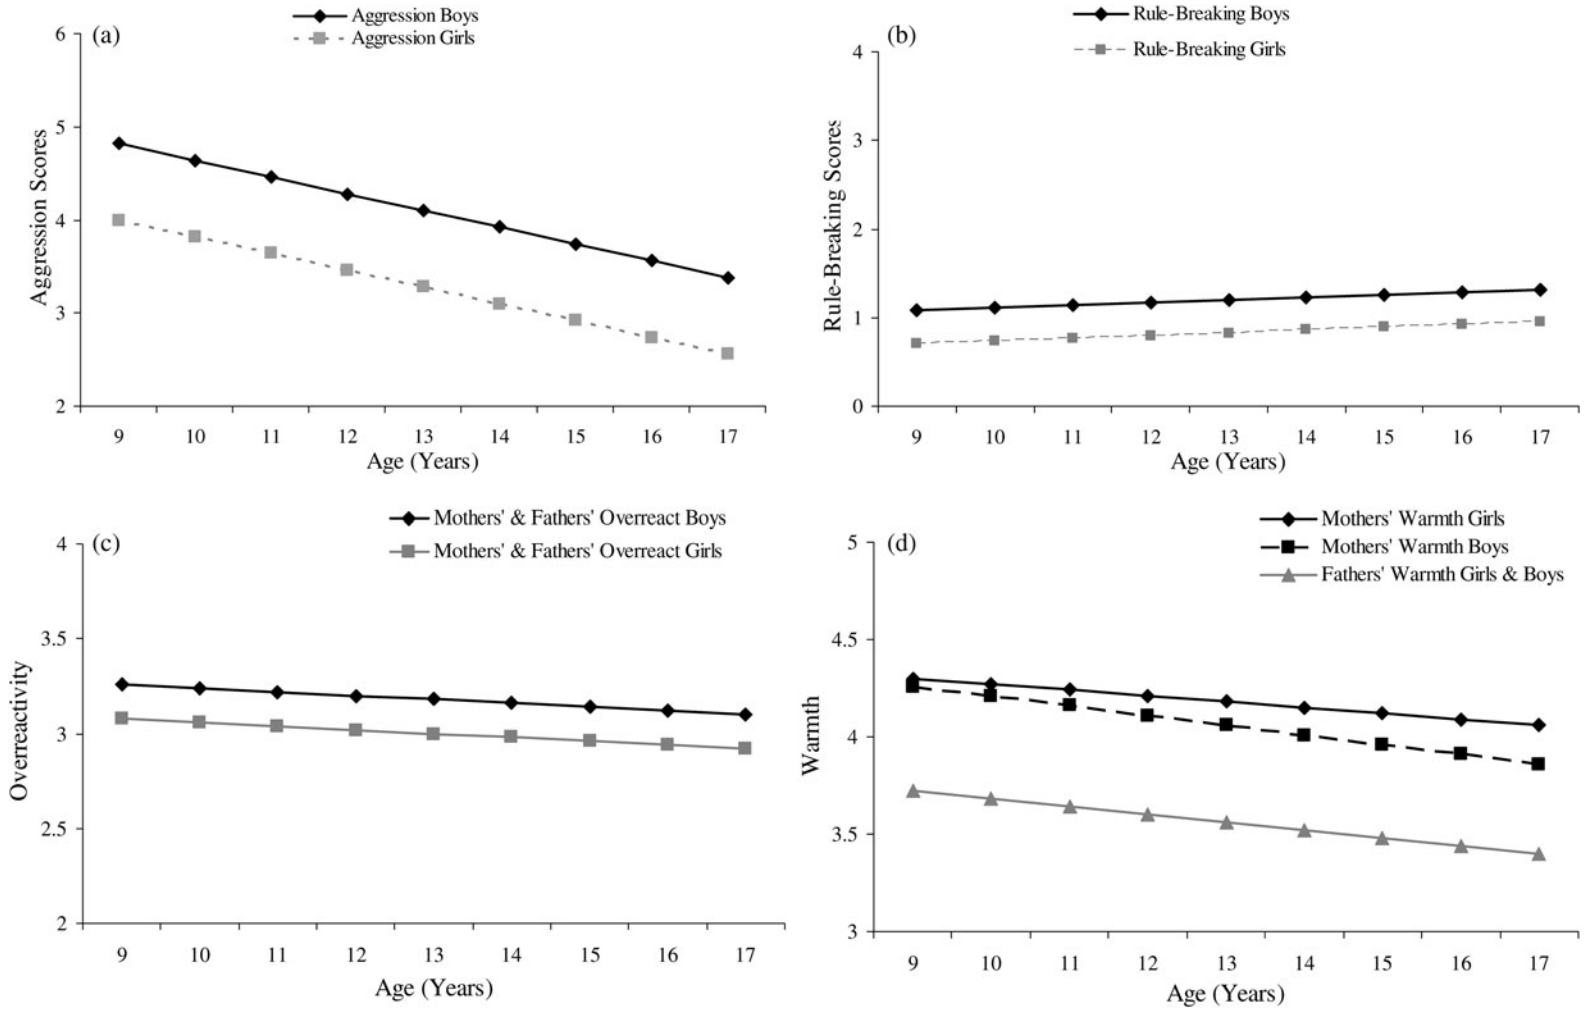 Aggression Boys
Aggression Girls
(a)
6
5
4
3
2
Aggression Scores
9 10 11 12 13 14 15 16 17
Age (Years)
Rule-Breaking Boys
Rule-Breaking Girls
(b)
4
3
2
1
0
Rule-Breaking Scores
9 10 11 12 13 14 15 16 17
Age (Years)
Mothers' & Fathers' Overreact Boys
Mothers' & Fathers' Overreact Girls
(c)
4
3.5
3
2.5
2
Overreactivity
9 10 11 12 13 14 15 16 17
Age (Years)
Mothers' Warmth Girls
Mothers' Warmth Boys
Fathers' Warmth Girls & Boys
(d)
5
4.5
4
3.5
3
Warmth
9 10 11 12 13 14 15 16 17
Age (Years)